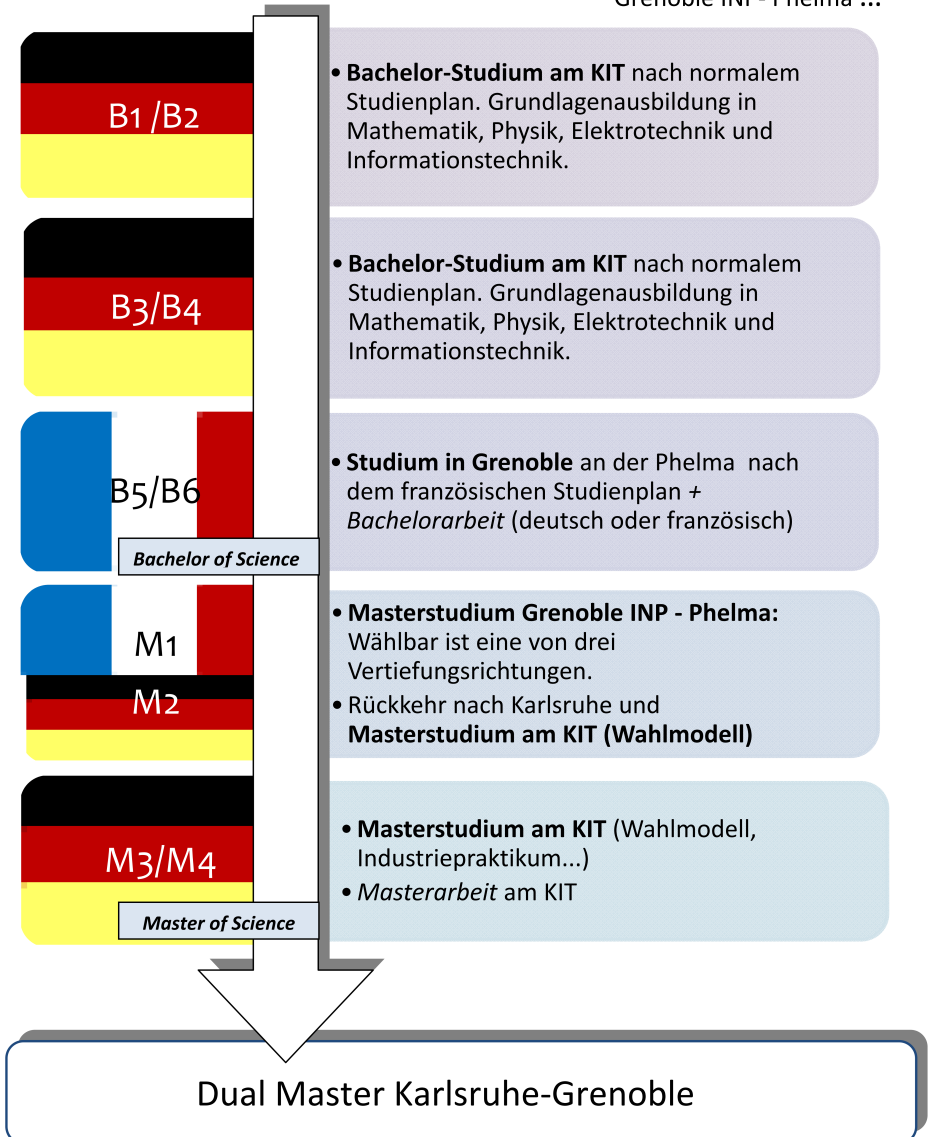 Grenoble INP - Phelma ...
B1 /B2
• Bachelor-Studium am KIT nach normalem
Studienplan. Grundlagenausbildung in
Mathematik, Physik, Elektrotechnik und
Informationstechnik.
B3/B4
• Bachelor-Studium am KIT nach normalem
Studienplan. Grundlagenausbildung in
Mathematik, Physik, Elektrotechnik und
Informationstechnik.
B5/B6
• Studium in Grenoble an der Phelma  nach
dem französischen Studienplan +
Bachelorarbeit (deutsch oder französisch)
Bachelor of Science
M1
• Masterstudium Grenoble INP - Phelma:
Wählbar ist eine von drei
Vertiefungsrichtungen.
M2
• Rückkehr nach Karlsruhe und
Masterstudium am KIT (Wahlmodell)
M3/M4
• Masterstudium am KIT (Wahlmodell,
Industriepraktikum...)
• Masterarbeit am KIT
Master of Science
Dual Master Karlsruhe-Grenoble